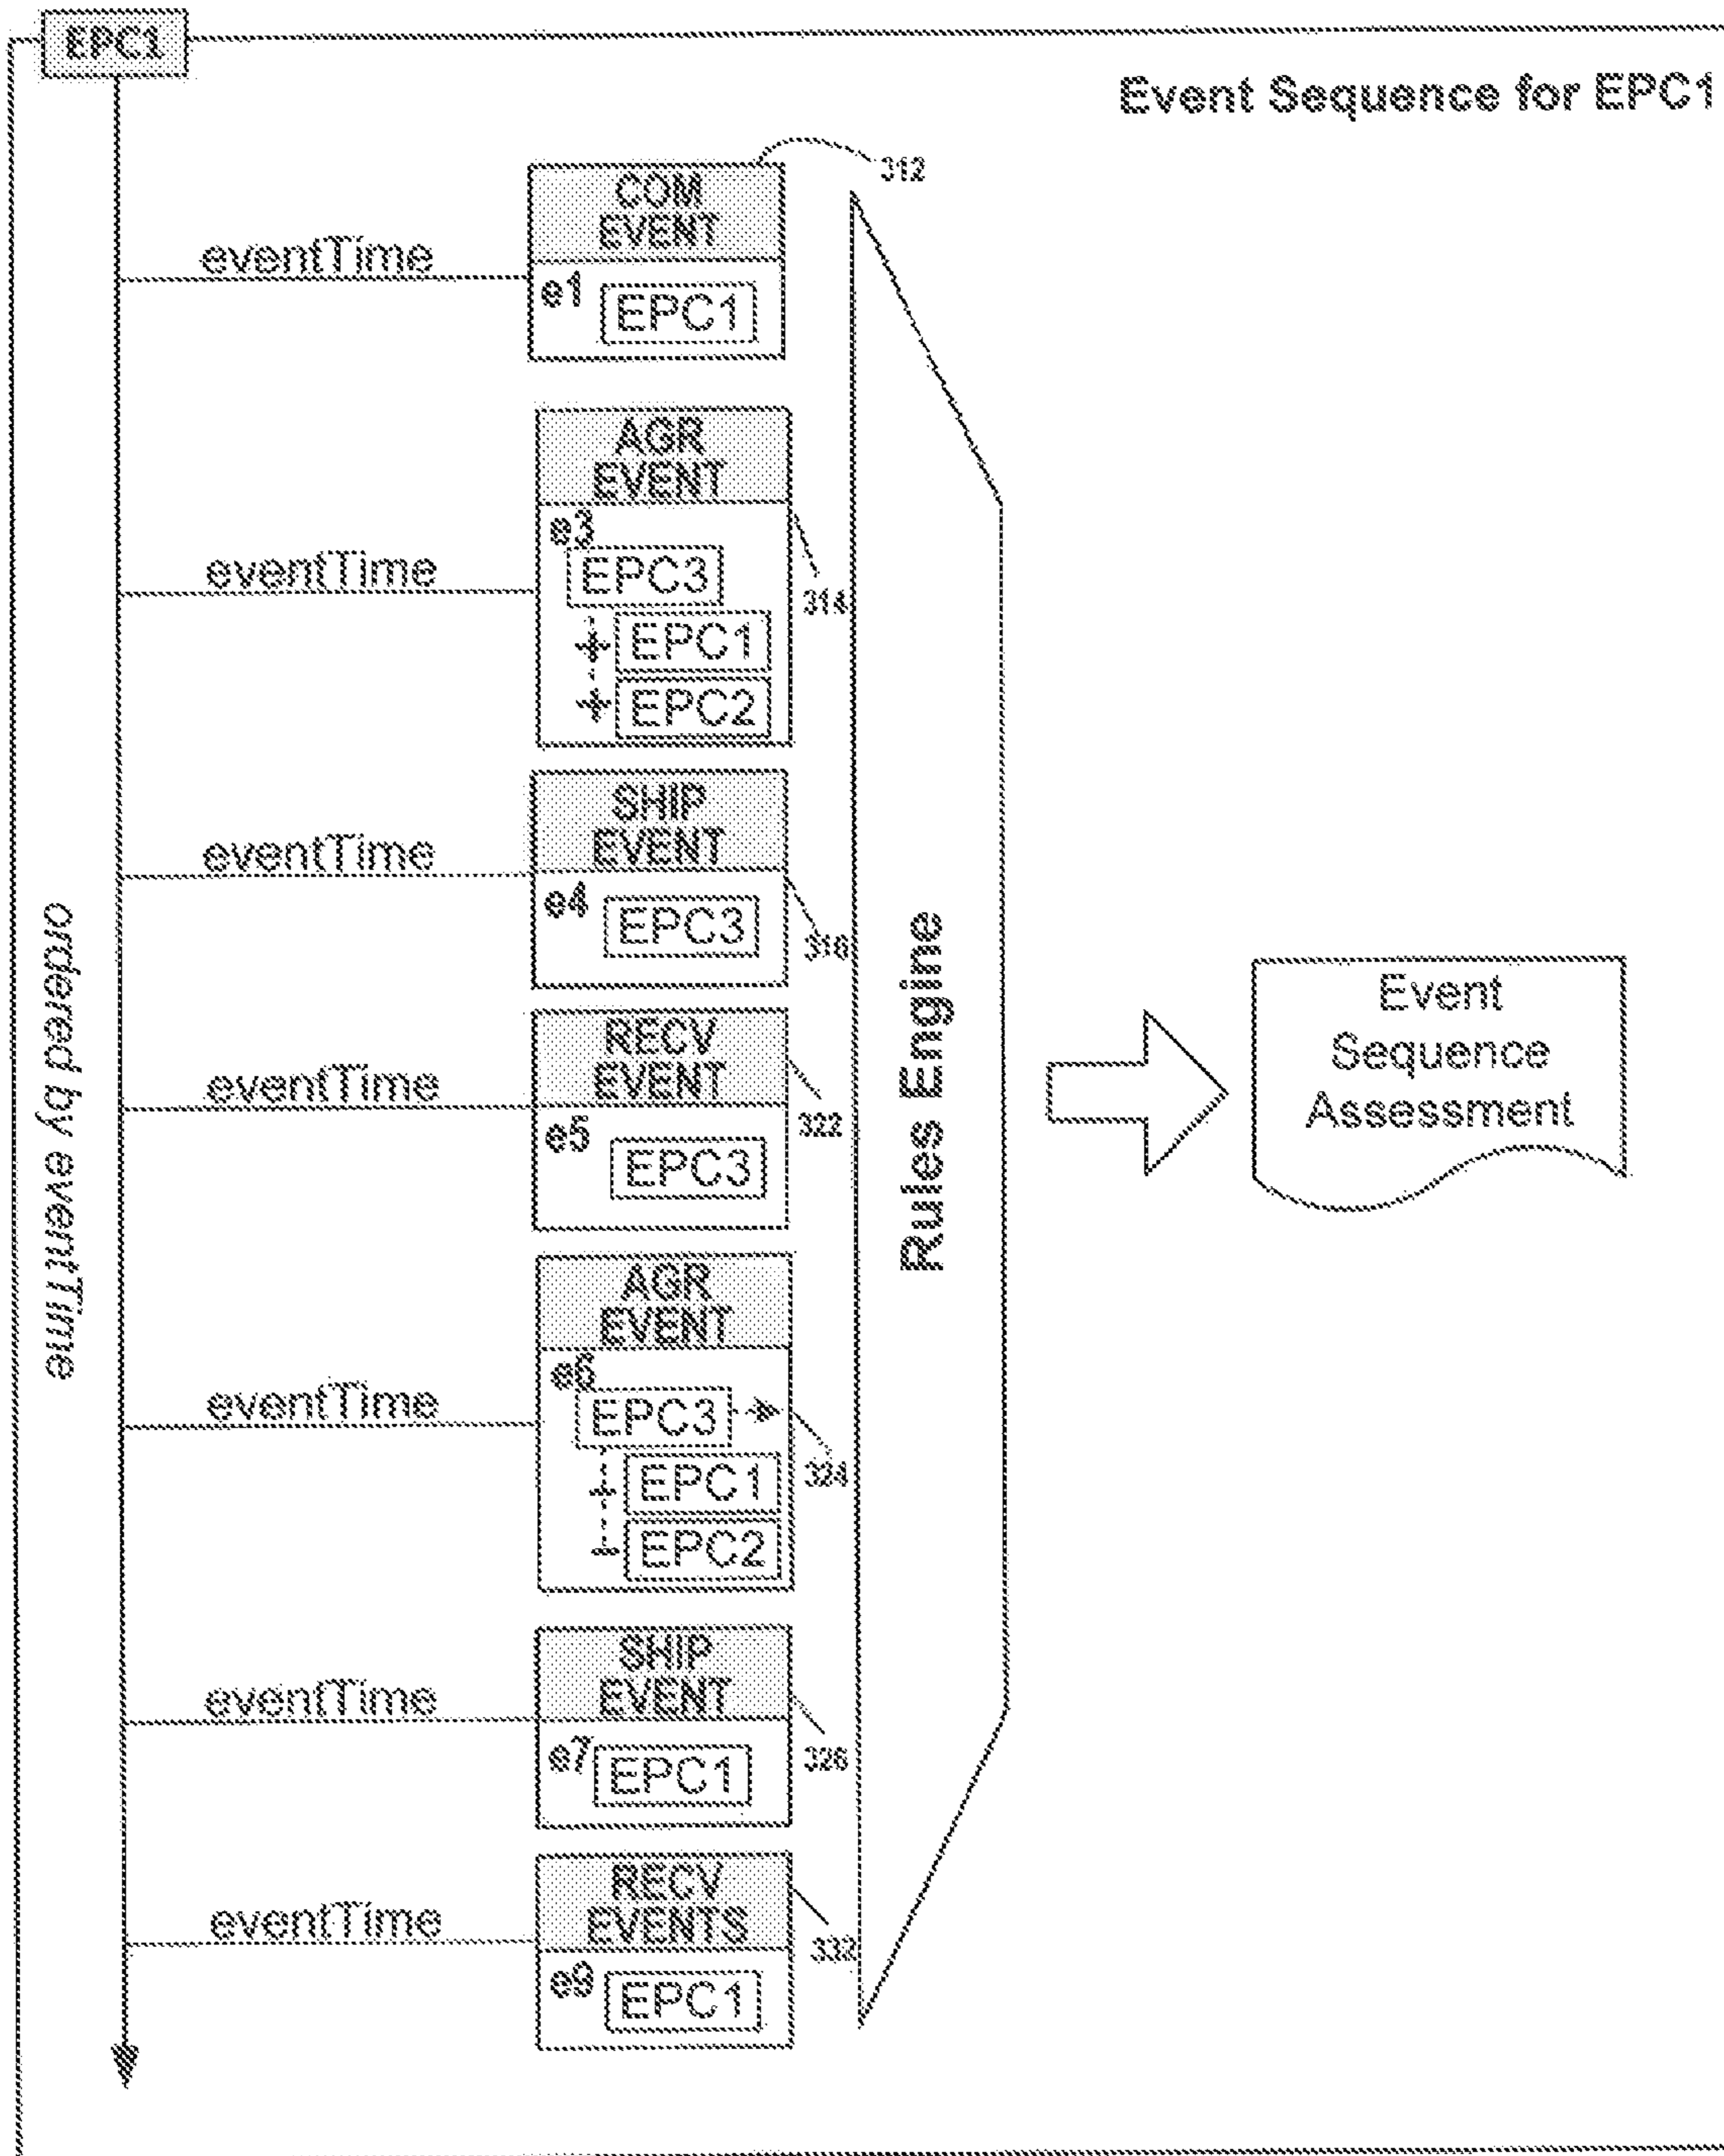 EPC1
Event Sequence for EPC1
312
COM
EVENT
eventTime
e1
EPC1
AGR
EVENT
e3
eventTime
EPC3
314
EPC1
EPC2
SHIP
EVENT
eventTime
e4
EPC3
316
RECV
EVENT
eventTime
322
e5
EPC3
AGR
EVENT
e6
eventTime
EPC3
324
EPC1
EPC2
SHIP
EVENT
eventTime
326
e7
EPC1
RECV
EVENTS
eventTime
332
e9
EPC1
ordered by eventTime
Rules Engine
Event
Sequence
Assessment